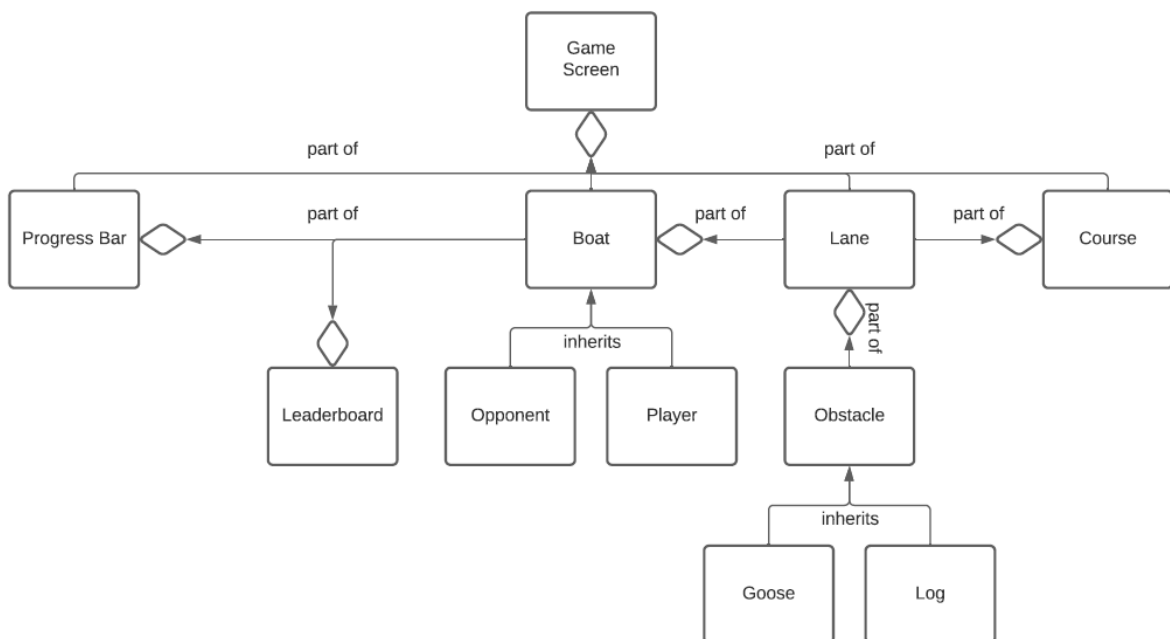 Game
Screen
part of
part of
Progress Bar
part of
Boat
part of
Lane
part of
Course
part of
inherits
Leaderboard
Opponent
Player
Obstacle
inherits
Goose
Log